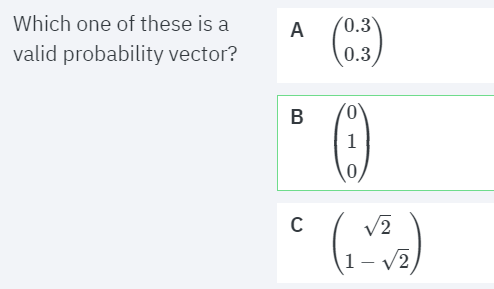 Which one of these is a
valid probability vector?
A
(0.3
0.3)
B
(0
1
0)
C
(√2
1 − √2)